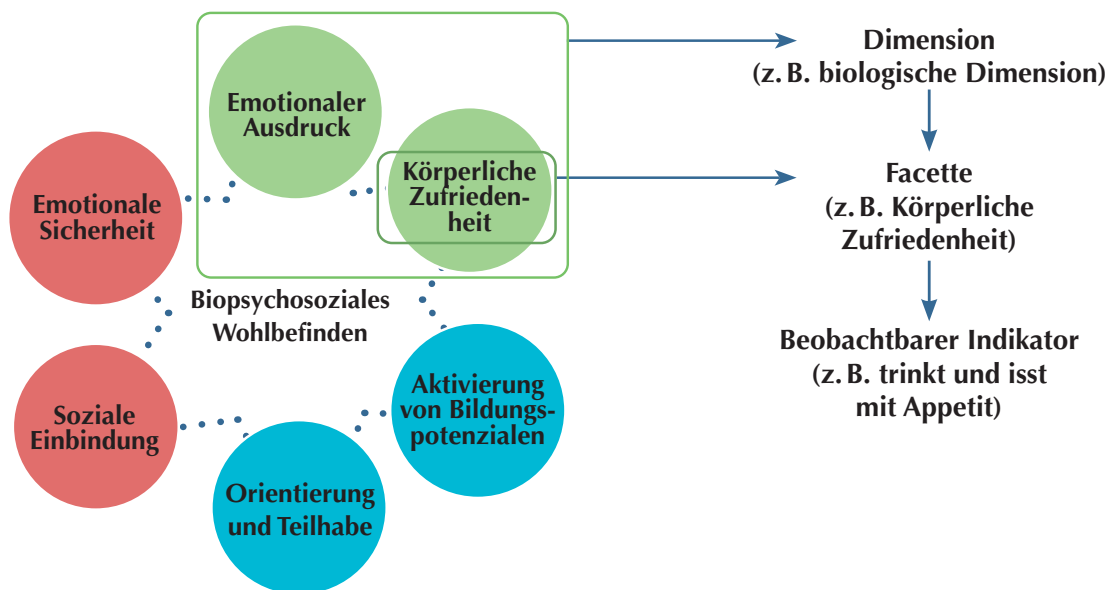 Emotionaler
Ausdruck
Körperliche
Zufrieden-
heit
Emotionale
Sicherheit
Biopsychosoziales
Wohlbefinden
Soziale
Einbindung
Aktivierung
von Bildungs-
potenzialen
Orientierung
und Teilhabe
Dimension
(z. B. biologische Dimension)
Facette
(z. B. Körperliche
Zufriedenheit)
Beobachtbarer Indikator
(z. B. trinkt und isst
mit Appetit)